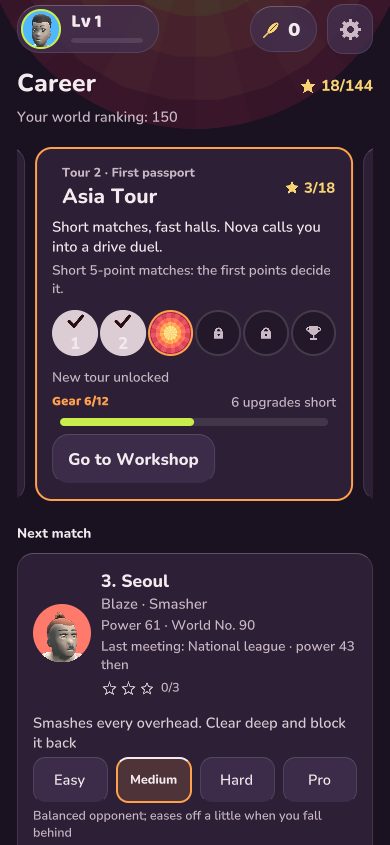 Lv 1
0
Career
18/144
Your world ranking: 150
Tour 2 · First passport
Asia Tour
3/18
Short matches, fast halls. Nova calls you
into a drive duel.
Short 5-point matches: the first points decide
it.
1
2
New tour unlocked
Gear 6/12
6 upgrades short
Go to Workshop
Next match
3. Seoul
Blaze · Smasher
Power 61 · World No. 90
Last meeting: National league · power 43
then
0/3
Smashes every overhead. Clear deep and block
it back
Easy
Medium
Hard
Pro
Balanced opponent; eases off a little when you fall
behind